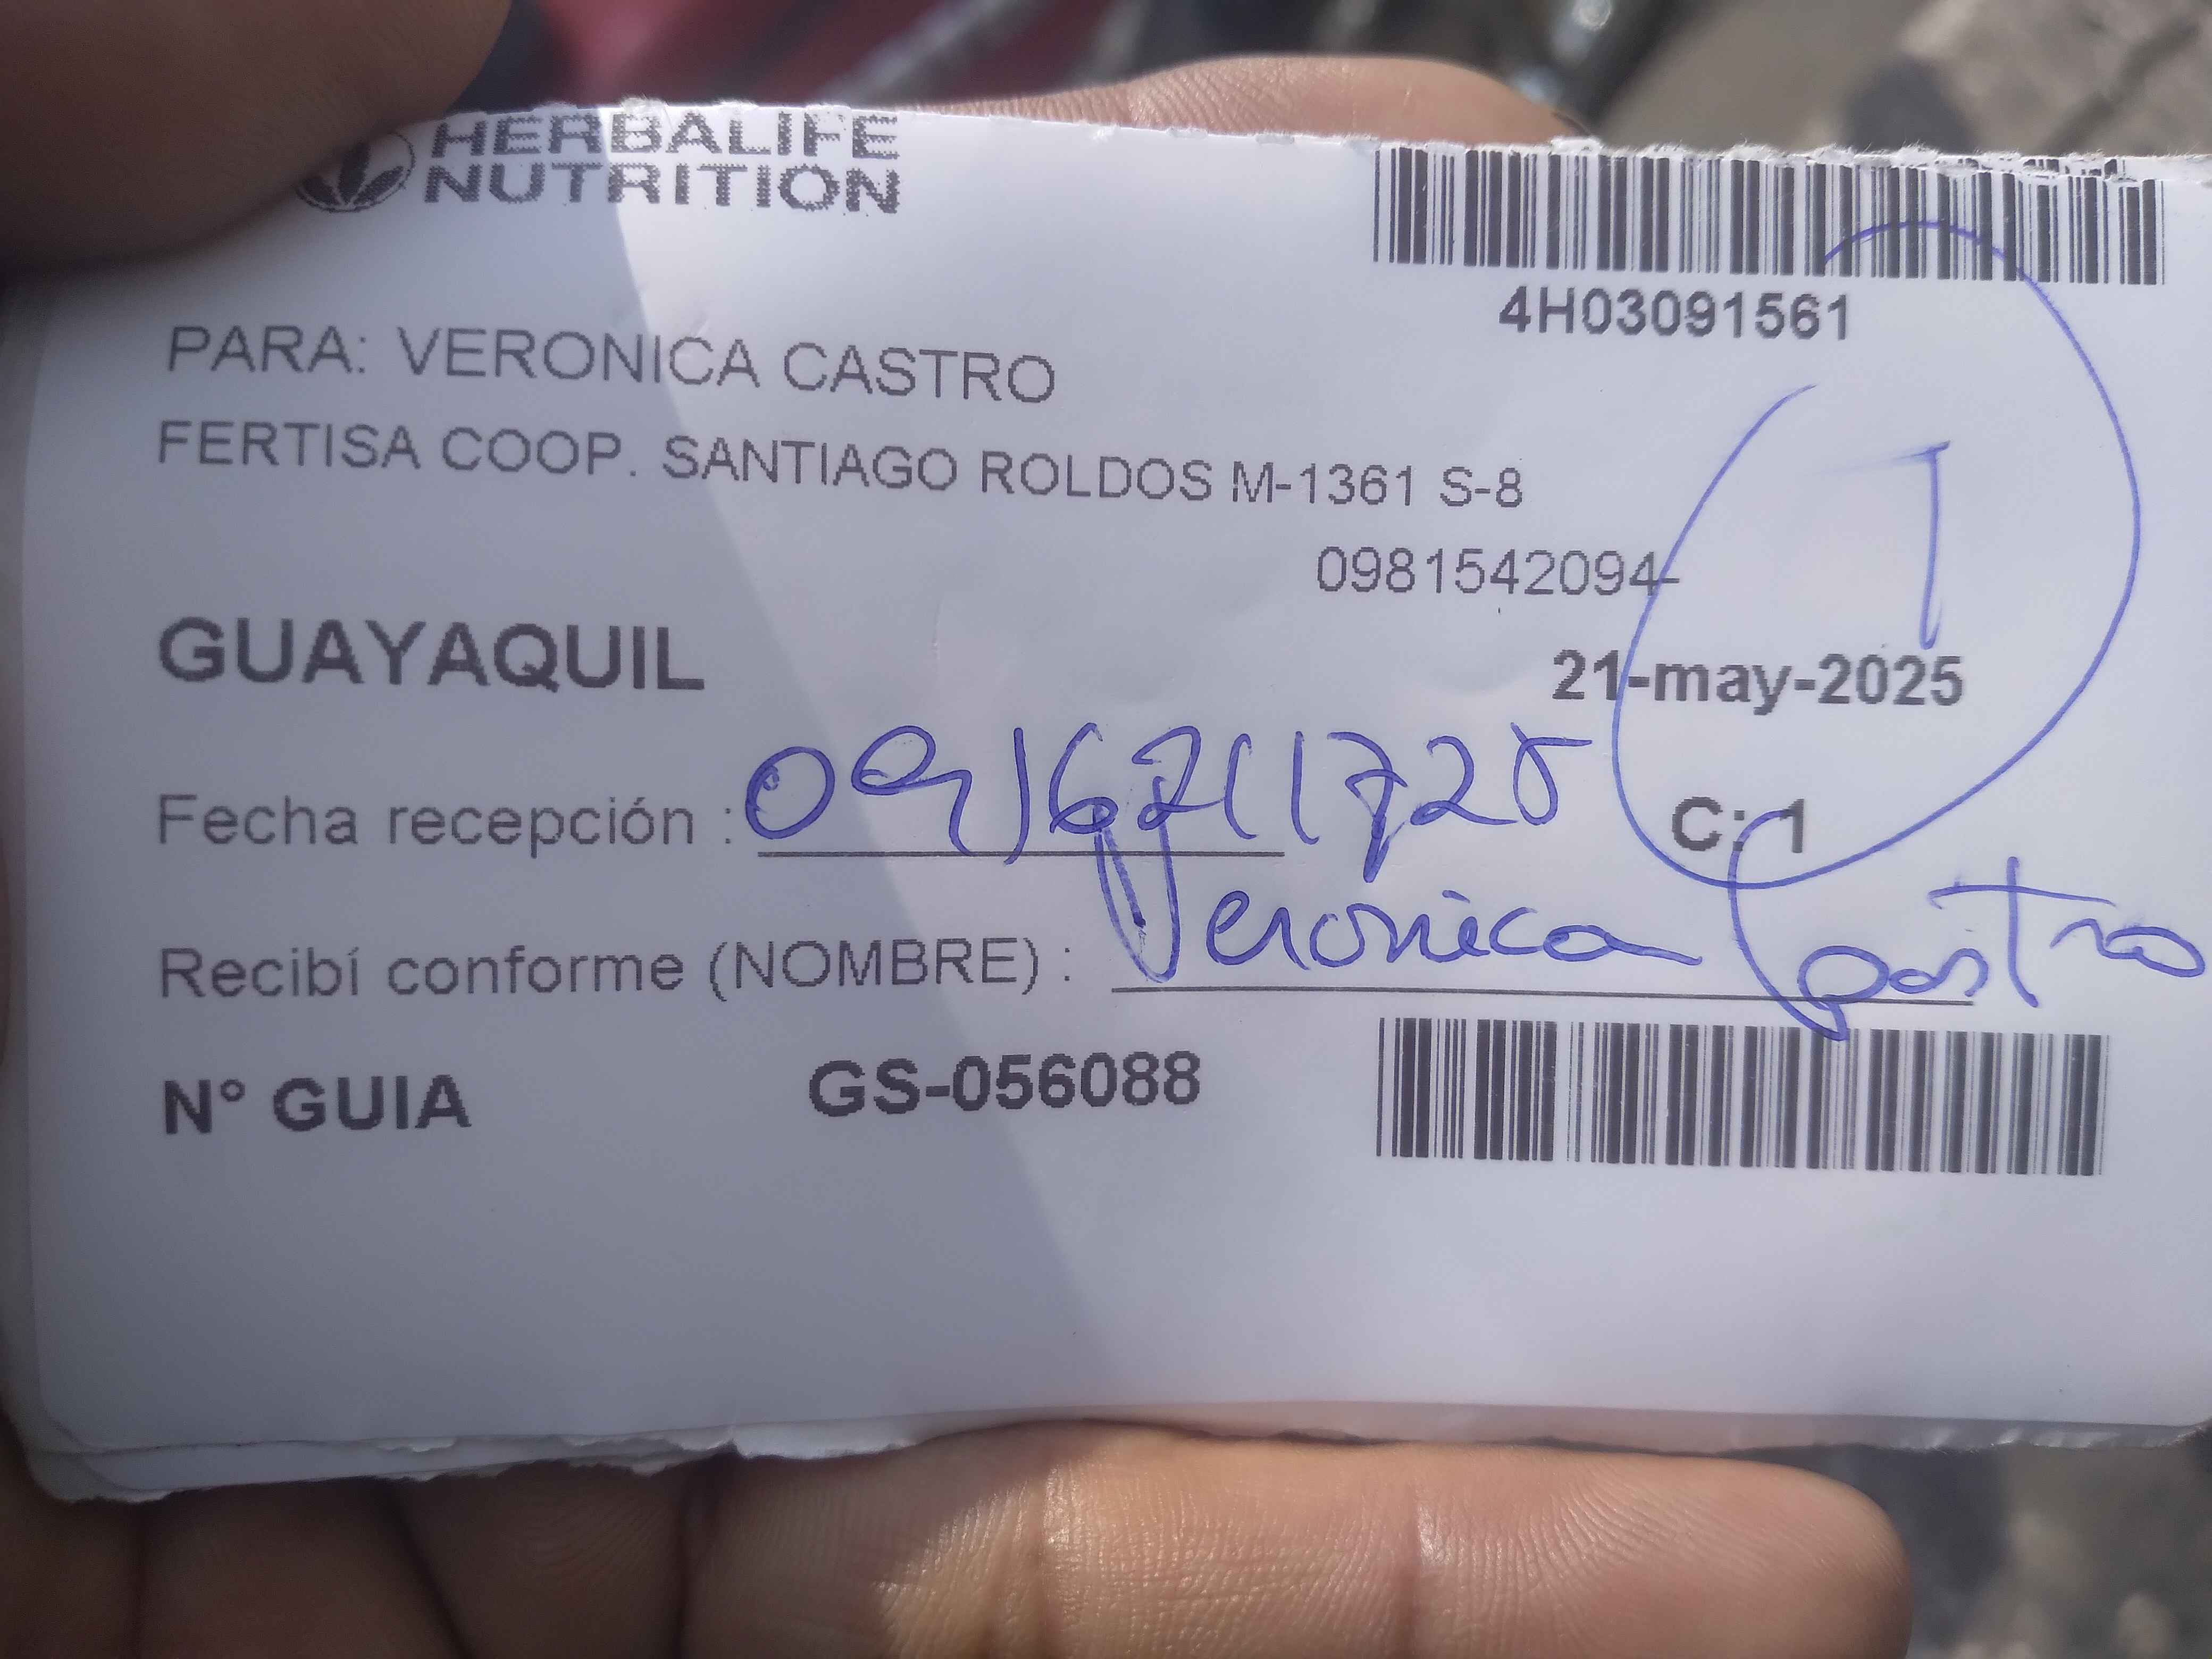 HERBALIFE
NUTRITION
4H03091561
PARA: VERONICA CASTRO
FERTISA COOP. SANTIAGO ROLDOS M-1361 S-8
0981542094-
GUAYAQUIL
21-may-2025
Fecha recepción :
C: 1
Recibí conforme (NOMBRE) : Veronica Castro
N° GUIA GS-056088